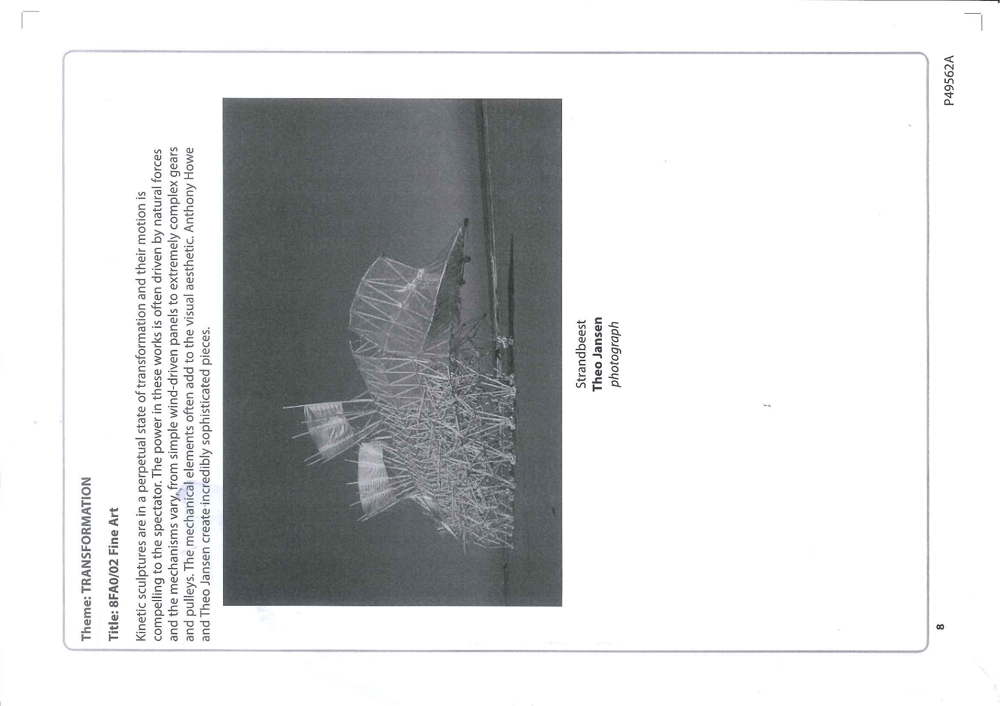 Theme: TRANSFORMATION
Title: 8FA0/02 Fine Art
Kinetic sculptures are in a perpetual state of transformation and their motion is
compelling to the spectator. The power in these works is often driven by natural forces
and the mechanisms vary, from simple wind-driven panels to extremely complex gears
and pulleys. The mechanical elements often add to the visual aesthetic. Anthony Howe
and Theo Jansen create incredibly sophisticated pieces.
Strandbeest
Theo Jansen
photograph
8
P49562A